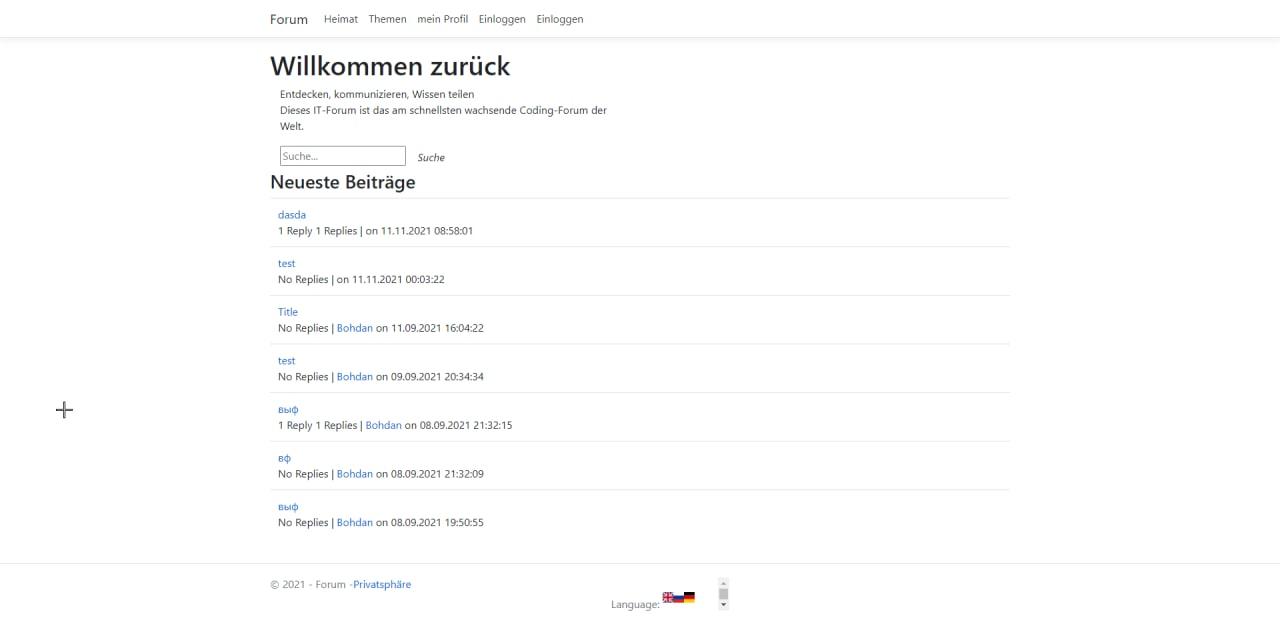 Forum Heimat Themen mein Profil Einloggen Einloggen
Willkommen zurück
Entdecken, kommunizieren, Wissen teilen
Dieses IT-Forum ist das am schnellsten wachsende Coding-Forum der
Welt.
Suche... Suche
Neueste Beiträge
dasda
1 Reply 1 Replies | on 11.11.2021 08:58:01
test
No Replies | on 11.11.2021 00:03:22
Title
No Replies | Bohdan on 11.09.2021 16:04:22
test
No Replies | Bohdan on 09.09.2021 20:34:34
выф
1 Reply 1 Replies | Bohdan on 08.09.2021 21:32:15
вф
No Replies | Bohdan on 08.09.2021 21:32:09
выф
No Replies | Bohdan on 08.09.2021 19:50:55
© 2021 - Forum -Privatsphäre
Language: